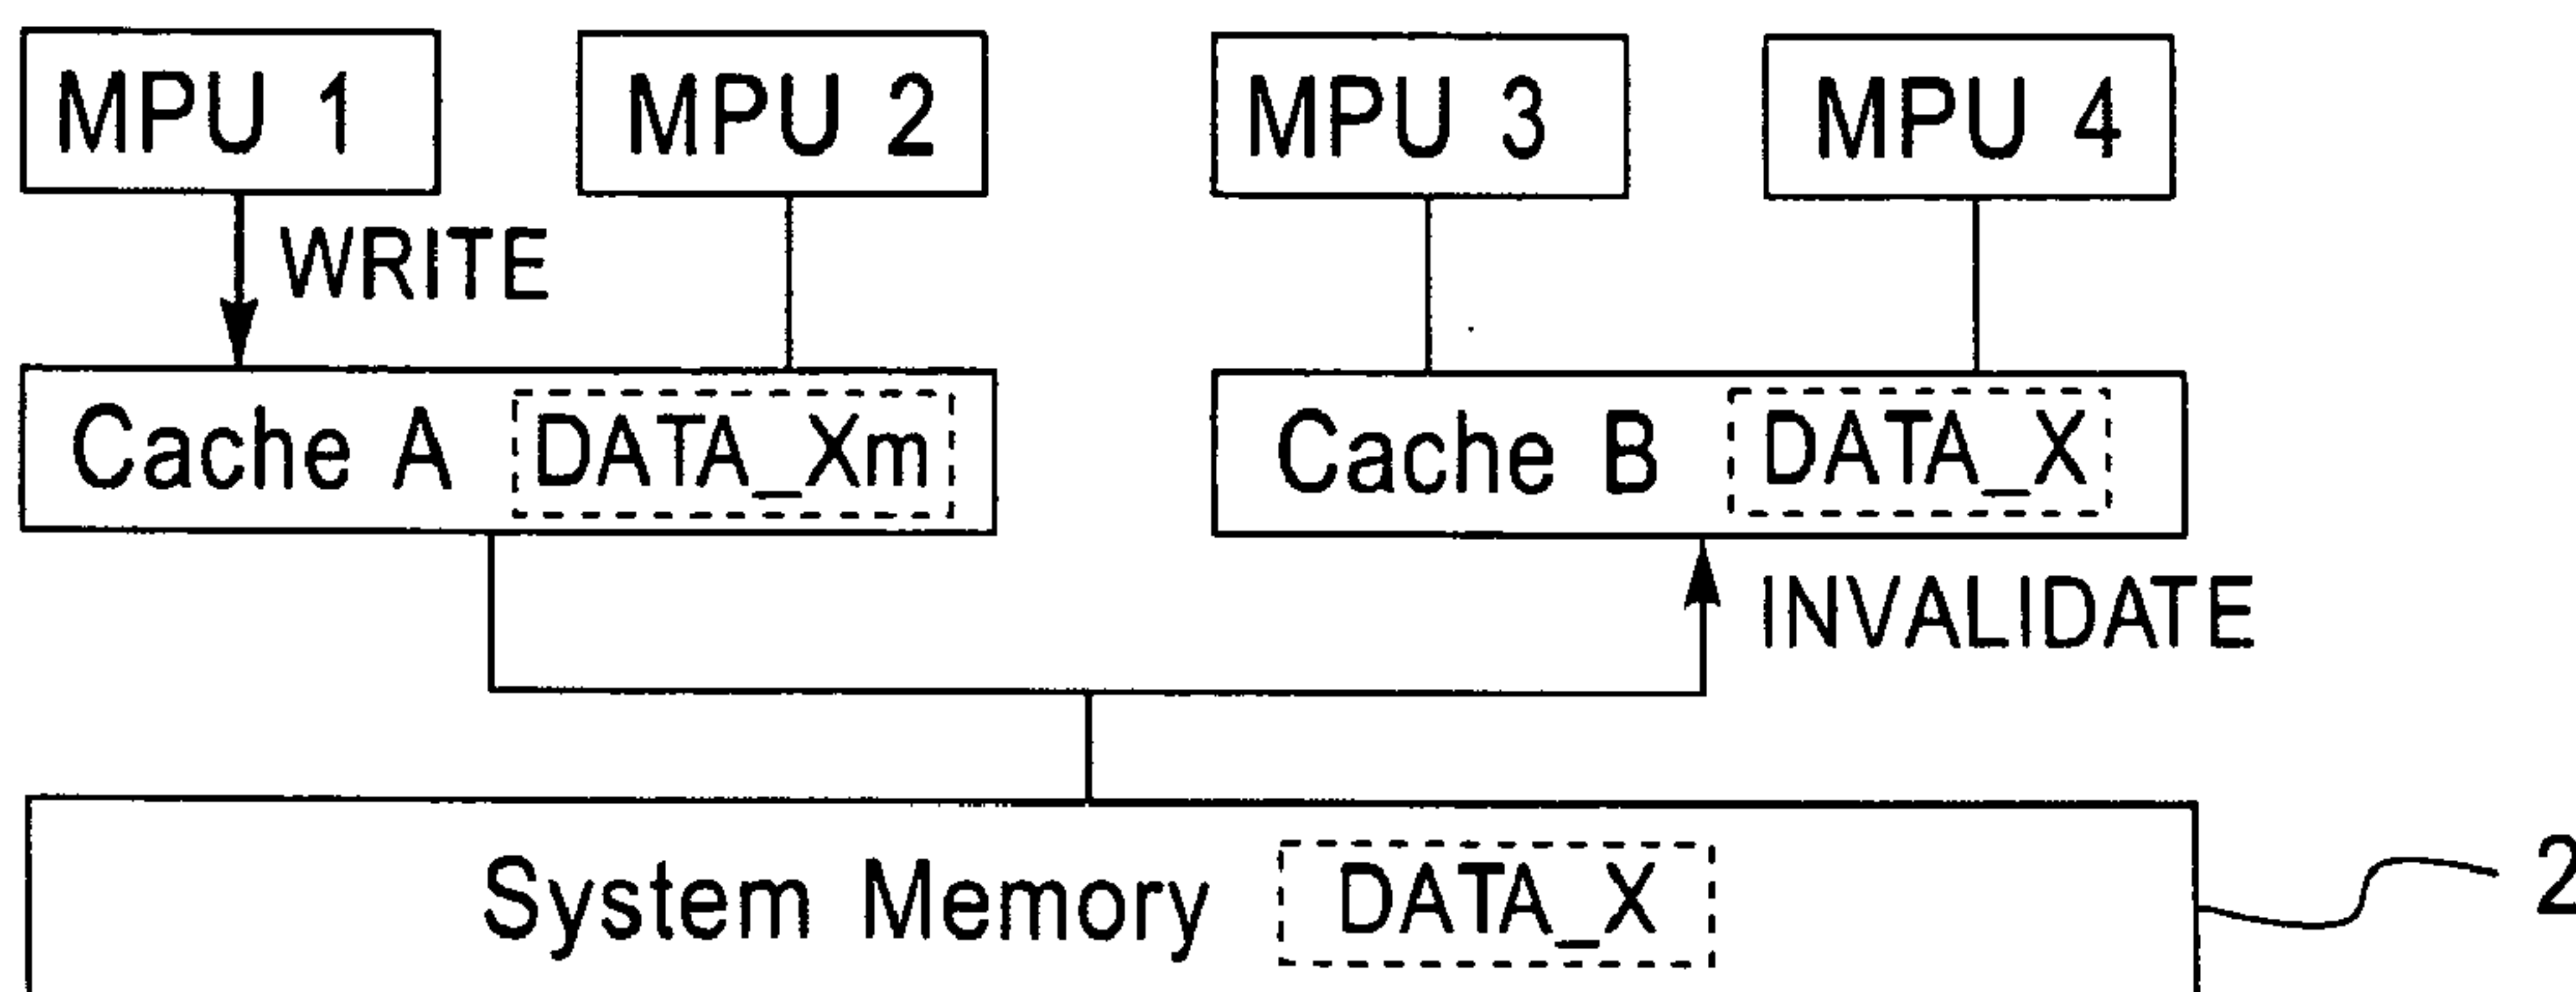 MPU 1 MPU 2 MPU 3 MPU 4
WRITE
Cache A DATA_Xm Cache B DATA_X
INVALIDATE
System Memory DATA_X 2